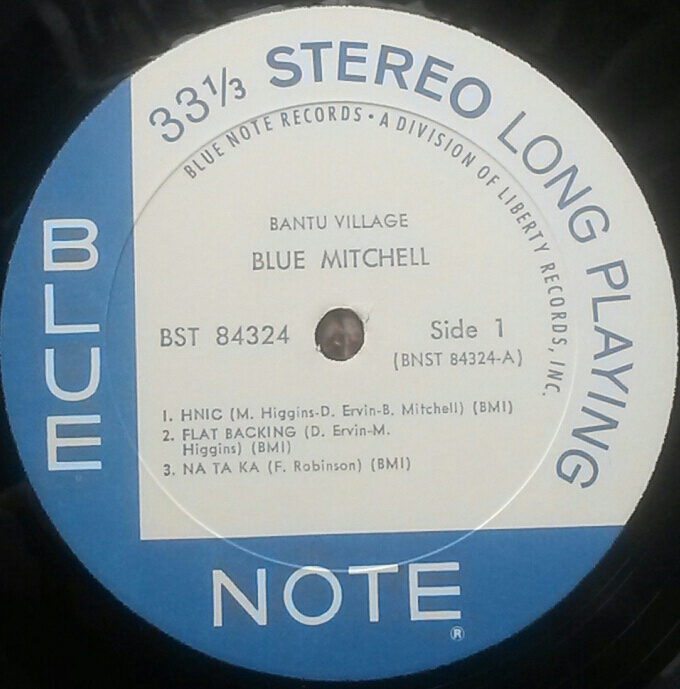 33⅓ STEREO LONG PLAYING
BLUE NOTE RECORDS • A DIVISION OF LIBERTY RECORDS, INC.
BANTU VILLAGE
BLUE MITCHELL
BST 84324
Side 1
(BNST 84324-A)
1. HNIC (M. Higgins-D. Ervin-B. Mitchell) (BMI)
2. FLAT BACKING (D. Ervin-M.
Higgins) (BMI)
3. NA TA KA (F. Robinson) (BMI)
BLUE
NOTE
®